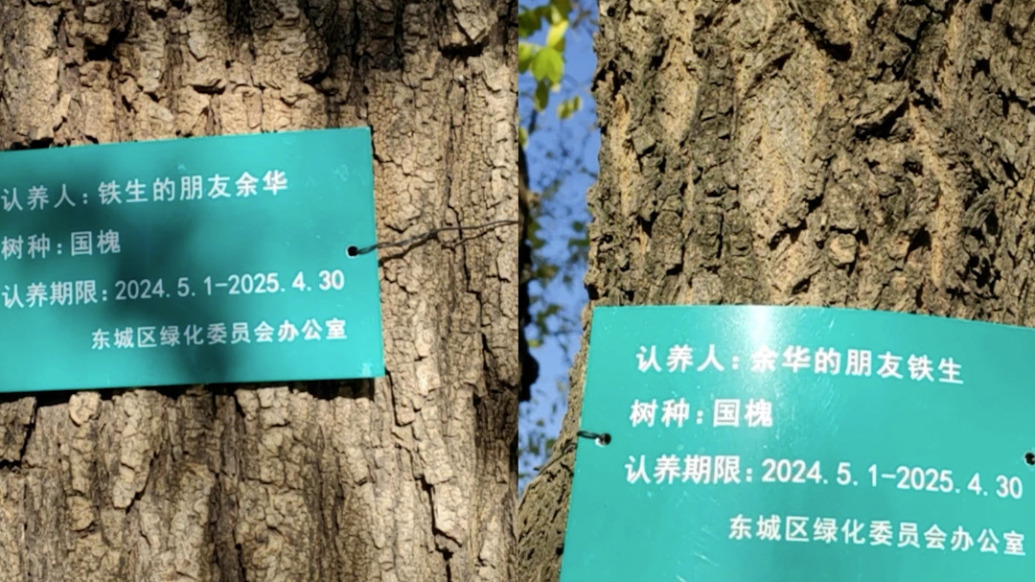 认养人：铁生的朋友余华
树种：国槐
认养期限：2024.5.1-2025.4.30
东城区绿化委员会办公室
认养人：余华的朋友铁生
树种：国槐
认养期限：2024.5.1-2025.4.30
东城区绿化委员会办公室